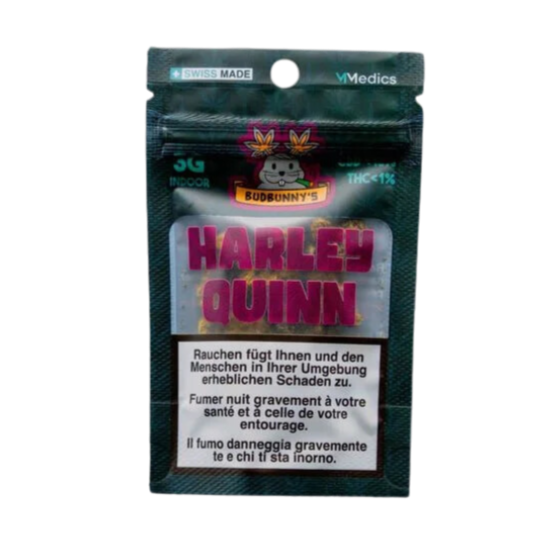 SWISS MADE
VMedics
3G
INDOOR
THC<1%
BUDBUNNY'S
HARLEY
QUINN
Rauchen fügt Ihnen und den
Menschen in Ihrer Umgebung
erheblichen Schaden zu.
Fumer nuit gravement à votre
santé et à celle de votre
entourage.
Il fumo danneggia gravemente
te e chi ti sta inorno.